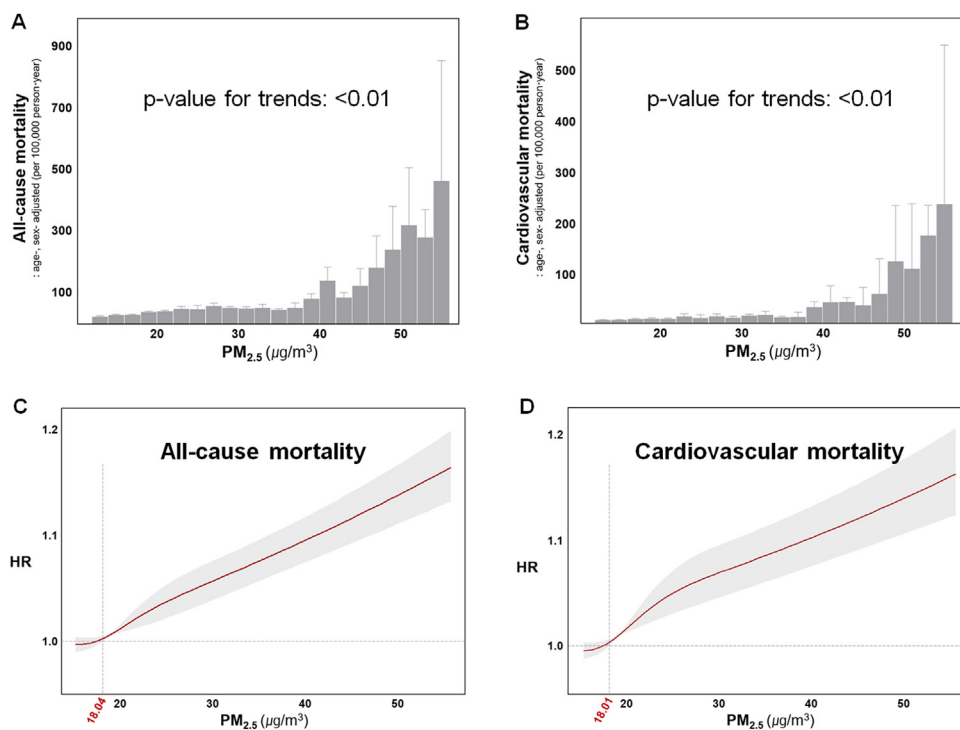 A
All-cause mortality
: age-, sex- adjusted (per 100,000 person-year)
900
700
500
300
100
p-value for trends: <0.01
20
30
40
50
PM2.5 (µg/m3)
B
Cardiovascular mortality
: age-, sex- adjusted (per 100,000 person-year)
500
400
300
200
100
p-value for trends: <0.01
20
30
40
50
PM2.5 (µg/m3)
C
All-cause mortality
HR
1.2
1.1
1.0
18.04
20
30
40
50
PM2.5 (µg/m3)
D
Cardiovascular mortality
HR
1.2
1.1
1.0
18.01
20
30
40
50
PM2.5 (µg/m3)